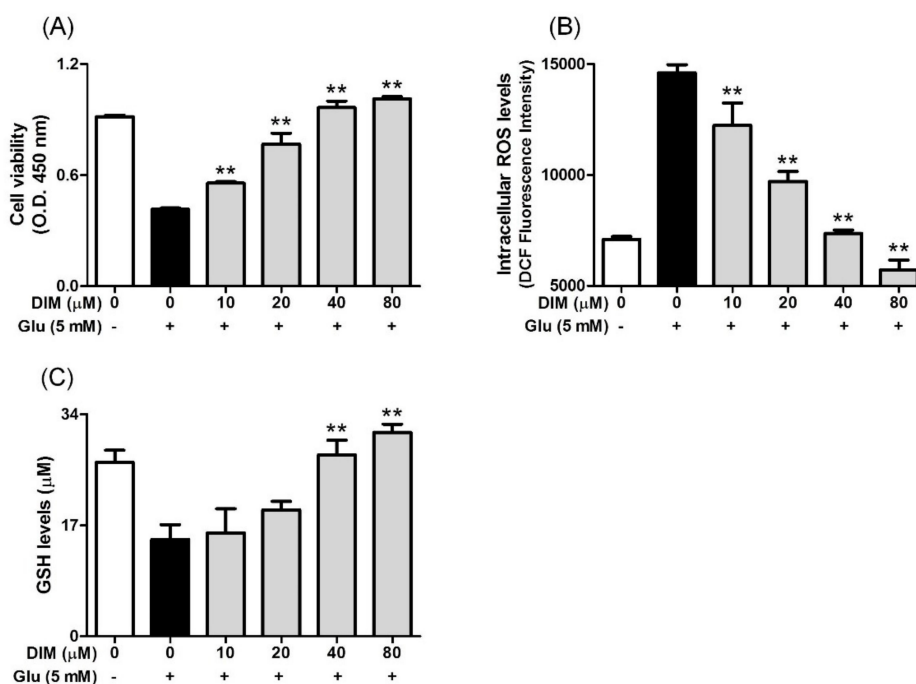 (A)
1.2
0.6
0.0
Cell viability
(O.D. 450 nm)
** ** ** **
DIM (μM) 0 0 10 20 40 80
Glu (5 mM) - + + + + +
(B)
15000
10000
5000
Intracellular ROS levels
(DCF Fluorescence Intensity)
** ** ** **
DIM (μM) 0 0 10 20 40 80
Glu (5 mM) - + + + + +
(C)
34
17
0
GSH levels (μM)
** **
DIM (μM) 0 0 10 20 40 80
Glu (5 mM) - + + + + +